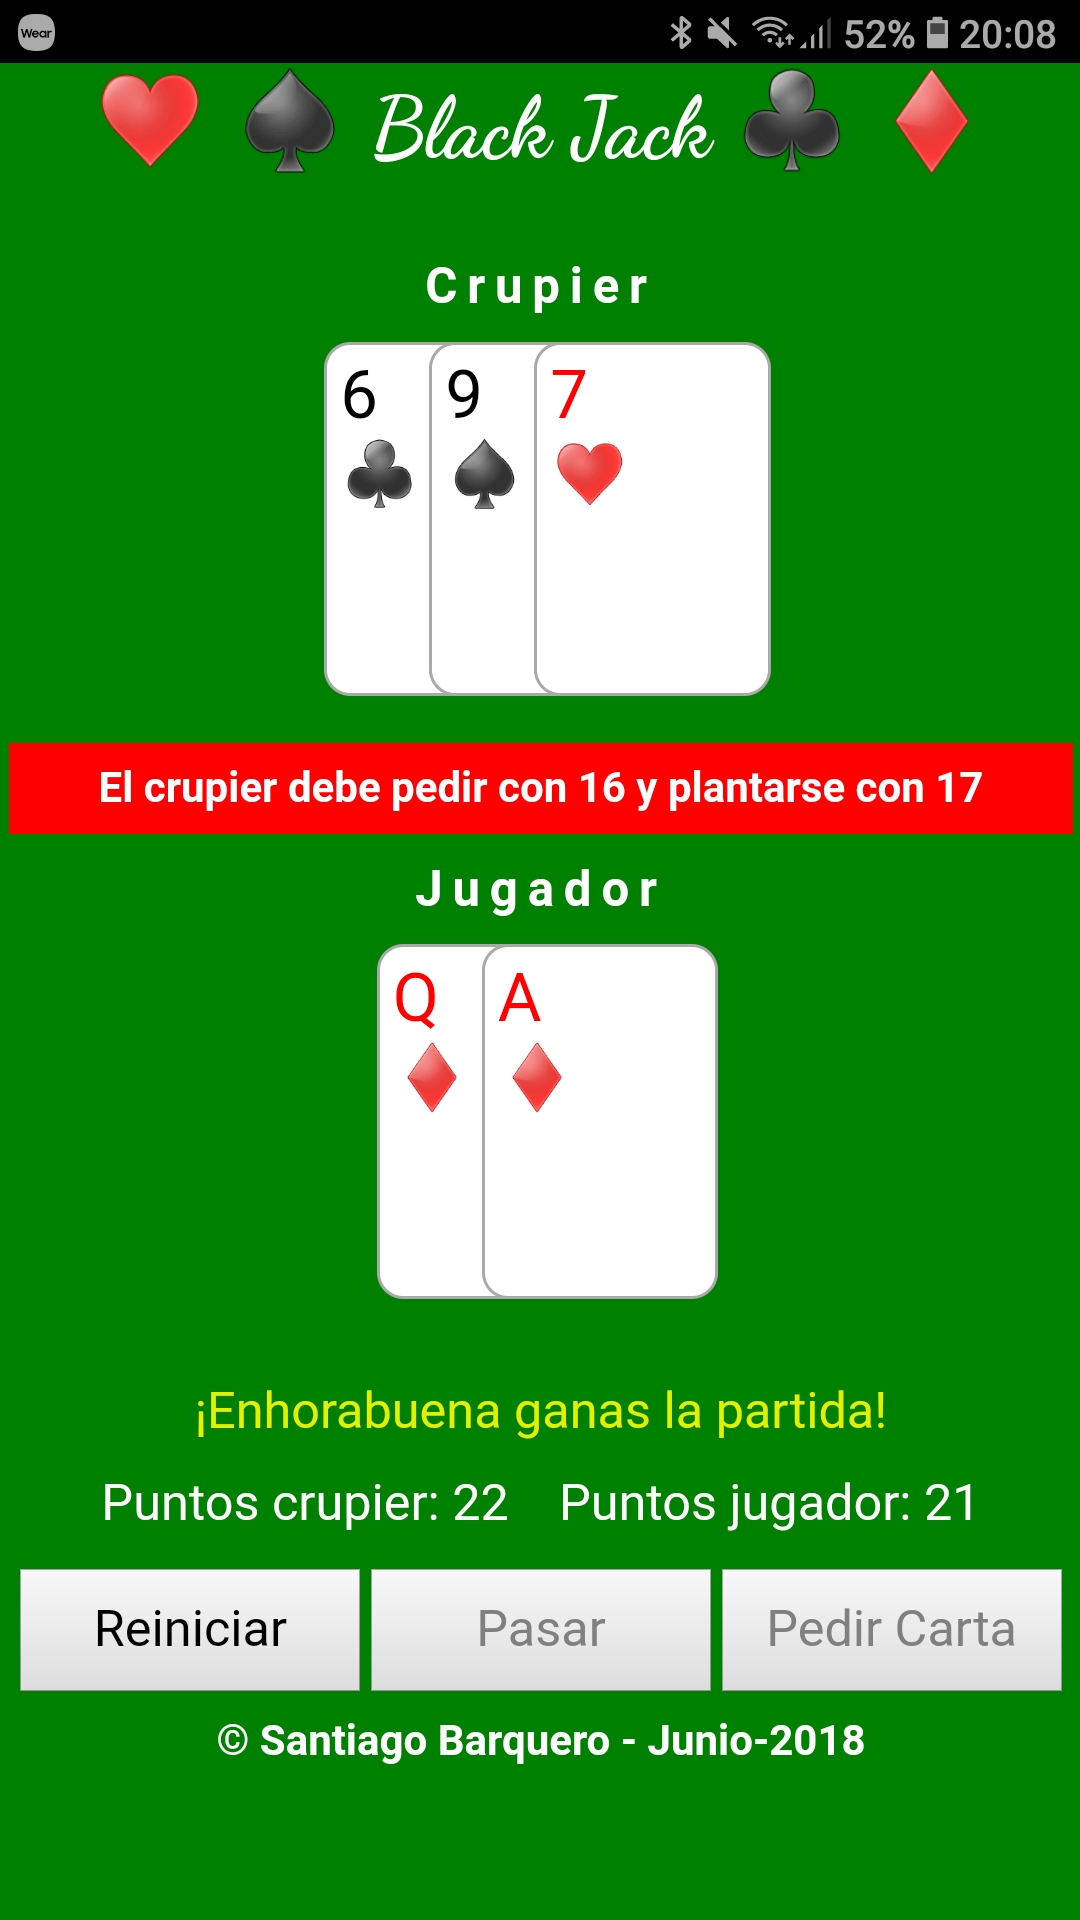 Wear 52% 20:08
Black Jack
Crupier
6 9 7
El crupier debe pedir con 16 y plantarse con 17
Jugador
Q A
¡Enhorabuena ganas la partida!
Puntos crupier: 22 Puntos jugador: 21
Reiniciar Pasar Pedir Carta
© Santiago Barquero - Junio-2018